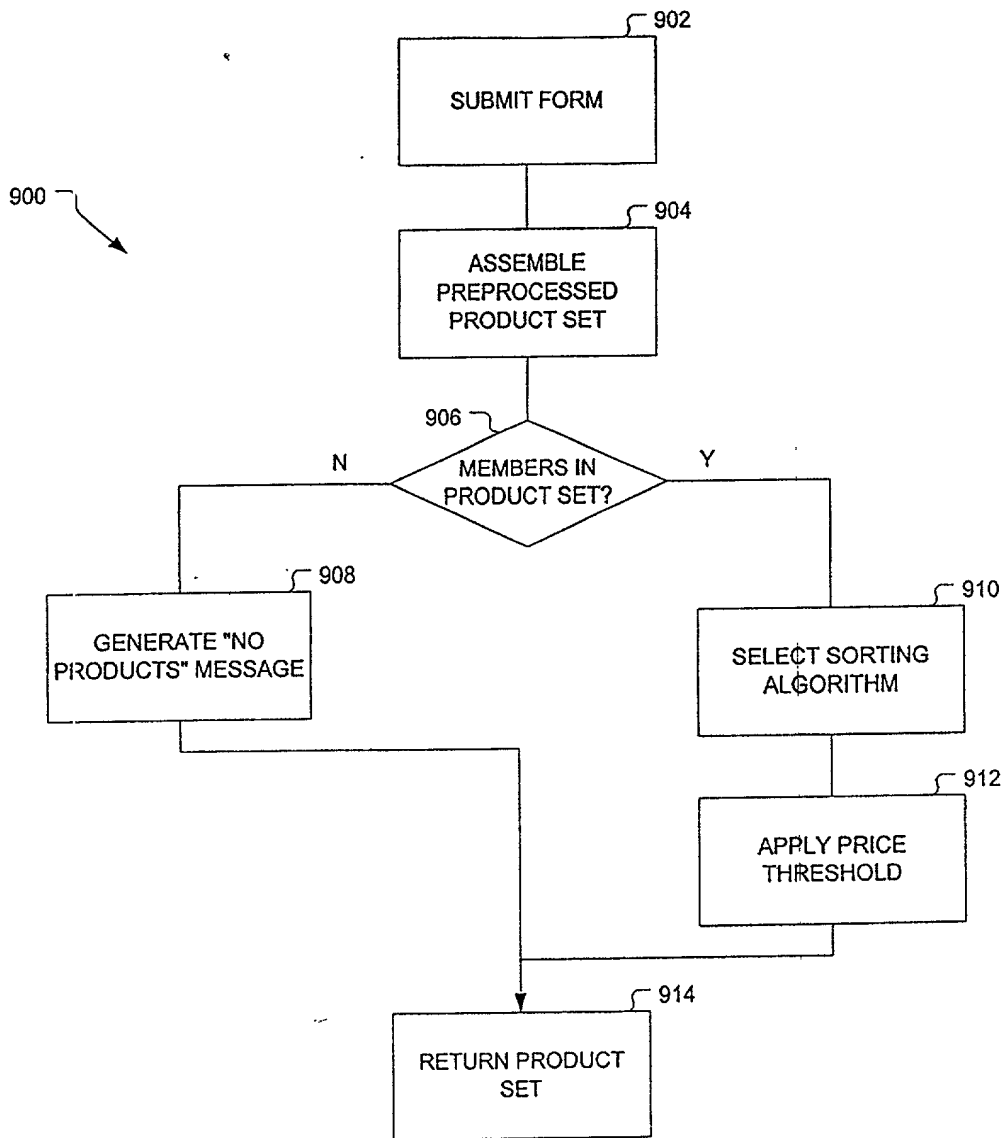 902
SUBMIT FORM
900
904
ASSEMBLE
PREPROCESSED
PRODUCT SET
906
N
MEMBERS IN
PRODUCT SET?
Y
908
GENERATE "NO
PRODUCTS" MESSAGE
910
SELECT SORTING
ALGORITHM
912
APPLY PRICE
THRESHOLD
914
RETURN PRODUCT
SET